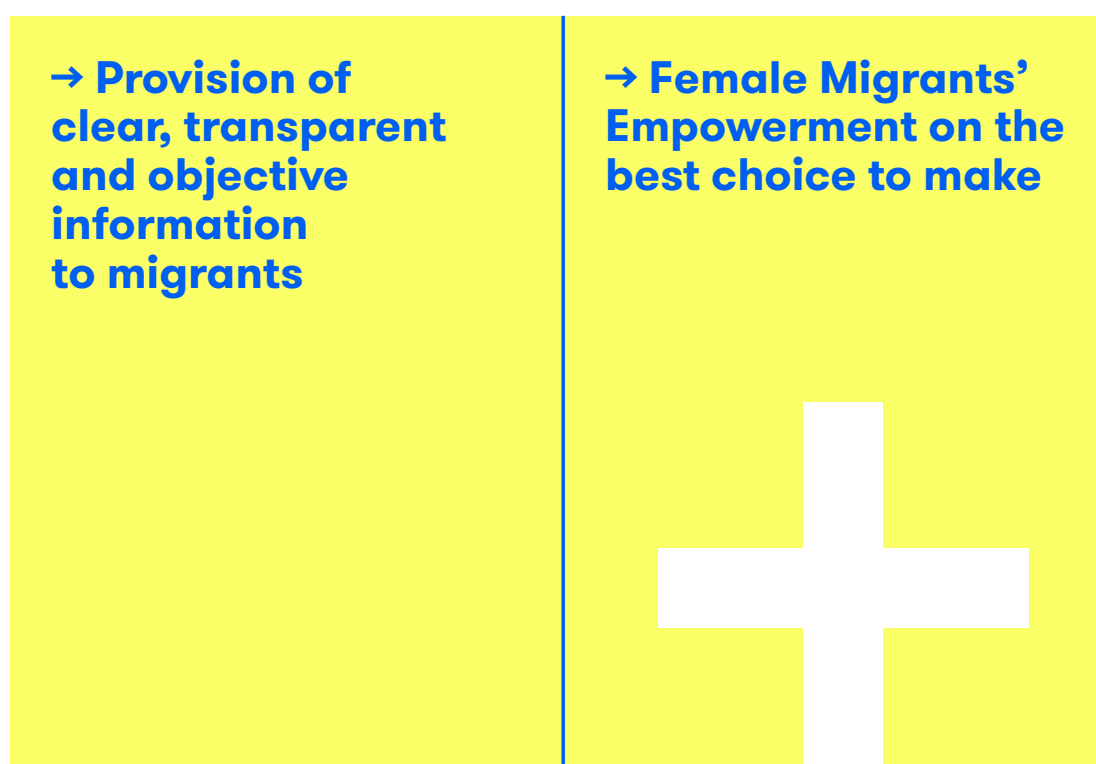 → Provision of
clear, transparent
and objective
information
to migrants
→ Female Migrants’
Empowerment on the
best choice to make